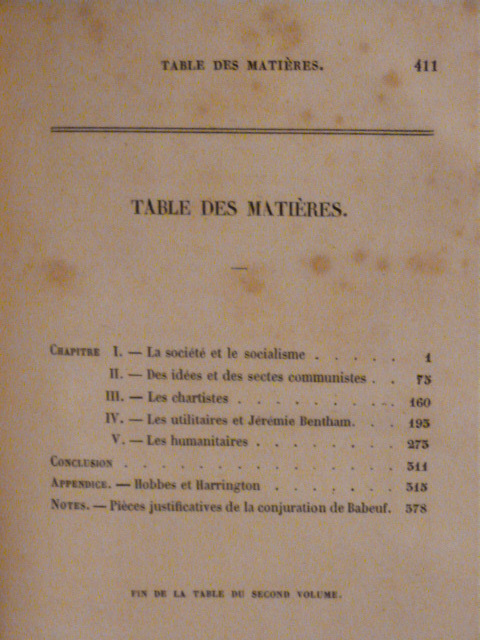 TABLE DES MATIÈRES. 411
TABLE DES MATIÈRES.
CHAPITRE I. — La société et le socialisme . . . . . 1
II. — Des idées et des sectes communistes . . 75
III. — Les chartistes . . . . . . . . . 160
IV. — Les utilitaires et Jérémie Bentham. . . 195
V. — Les humanitaires . . . . . . . . 273
CONCLUSION . . . . . . . . . . . . . . 311
APPENDICE. — Hobbes et Harrington . . . . . . 315
NOTES. — Pièces justificatives de la conjuration de Babeuf. 378
FIN DE LA TABLE DU SECOND VOLUME.